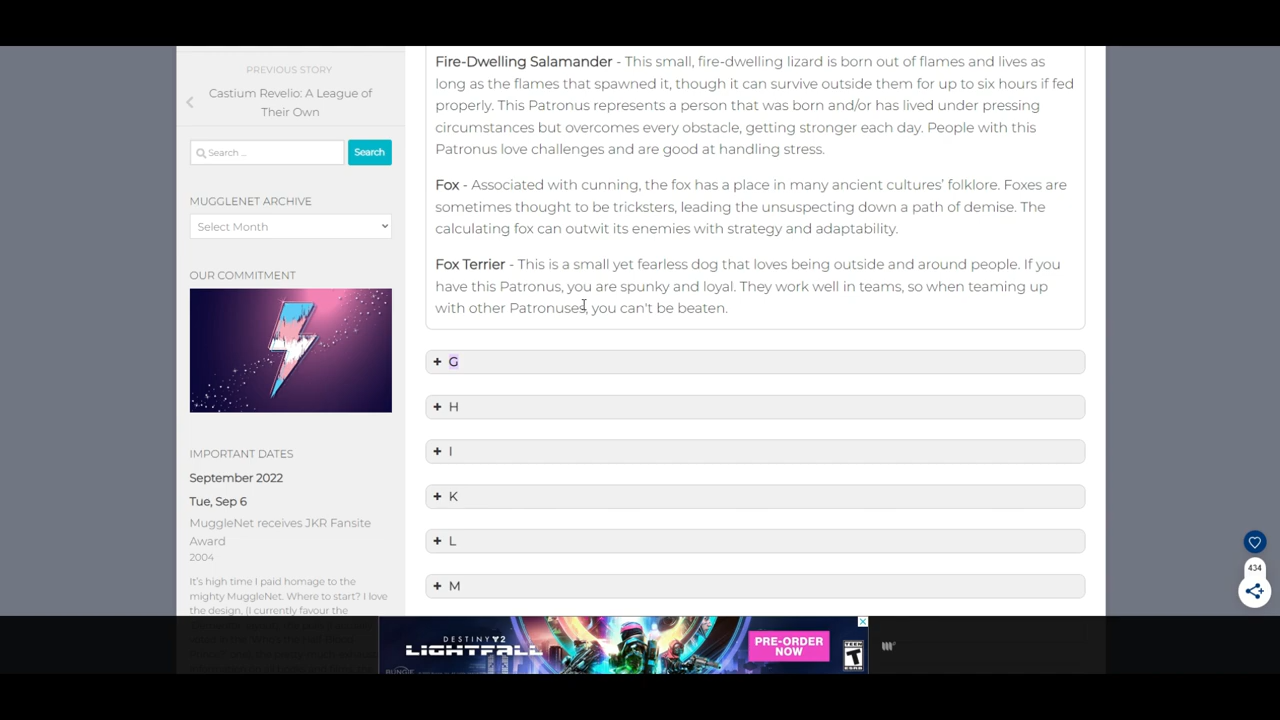 PREVIOUS STORY
Castium Revelio: A League of
Their Own
Search ...
Search
MUGGLENET ARCHIVE
Select Month
OUR COMMITMENT
IMPORTANT DATES
September 2022
Tue, Sep 6
MuggleNet receives JKR Fansite
Award
2004
It's high time I paid homage to the
mighty MuggleNet. Where to start? I love
the design, (I currently favour the
Fire-Dwelling Salamander - This small, fire-dwelling lizard is born out of flames and lives as
long as the flames that spawned it, though it can survive outside them for up to six hours if fed
properly. This Patronus represents a person that was born and/or has lived under pressing
circumstances but overcomes every obstacle, getting stronger each day. People with this
Patronus love challenges and are good at handling stress.
Fox - Associated with cunning, the fox has a place in many ancient cultures' folklore. Foxes are
sometimes thought to be tricksters, leading the unsuspecting down a path of demise. The
calculating fox can outwit its enemies with strategy and adaptability.
Fox Terrier - This is a small yet fearless dog that loves being outside and around people. If you
have this Patronus, you are spunky and loyal. They work well in teams, so when teaming up
with other Patronuses, you can't be beaten.
+ G
+ H
+ I
+ K
+ L
+ M
434
DESTINY 2
LIGHTFALL
BUNGIE
PRE-ORDER
NOW
TEEN
T
ESRB